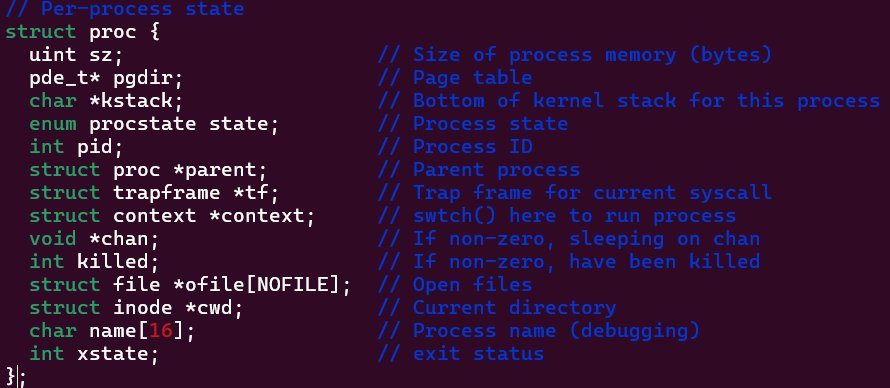 // Per-process state
struct proc {
  uint sz;                     // Size of process memory (bytes)
  pde_t* pgdir;                // Page table
  char *kstack;                // Bottom of kernel stack for this process
  enum procstate state;        // Process state
  int pid;                     // Process ID
  struct proc *parent;         // Parent process
  struct trapframe *tf;        // Trap frame for current syscall
  struct context *context;     // swtch() here to run process
  void *chan;                  // If non-zero, sleeping on chan
  int killed;                  // If non-zero, have been killed
  struct file *ofile[NOFILE];  // Open files
  struct inode *cwd;           // Current directory
  char name[16];               // Process name (debugging)
  int xstate;                  // exit status
};